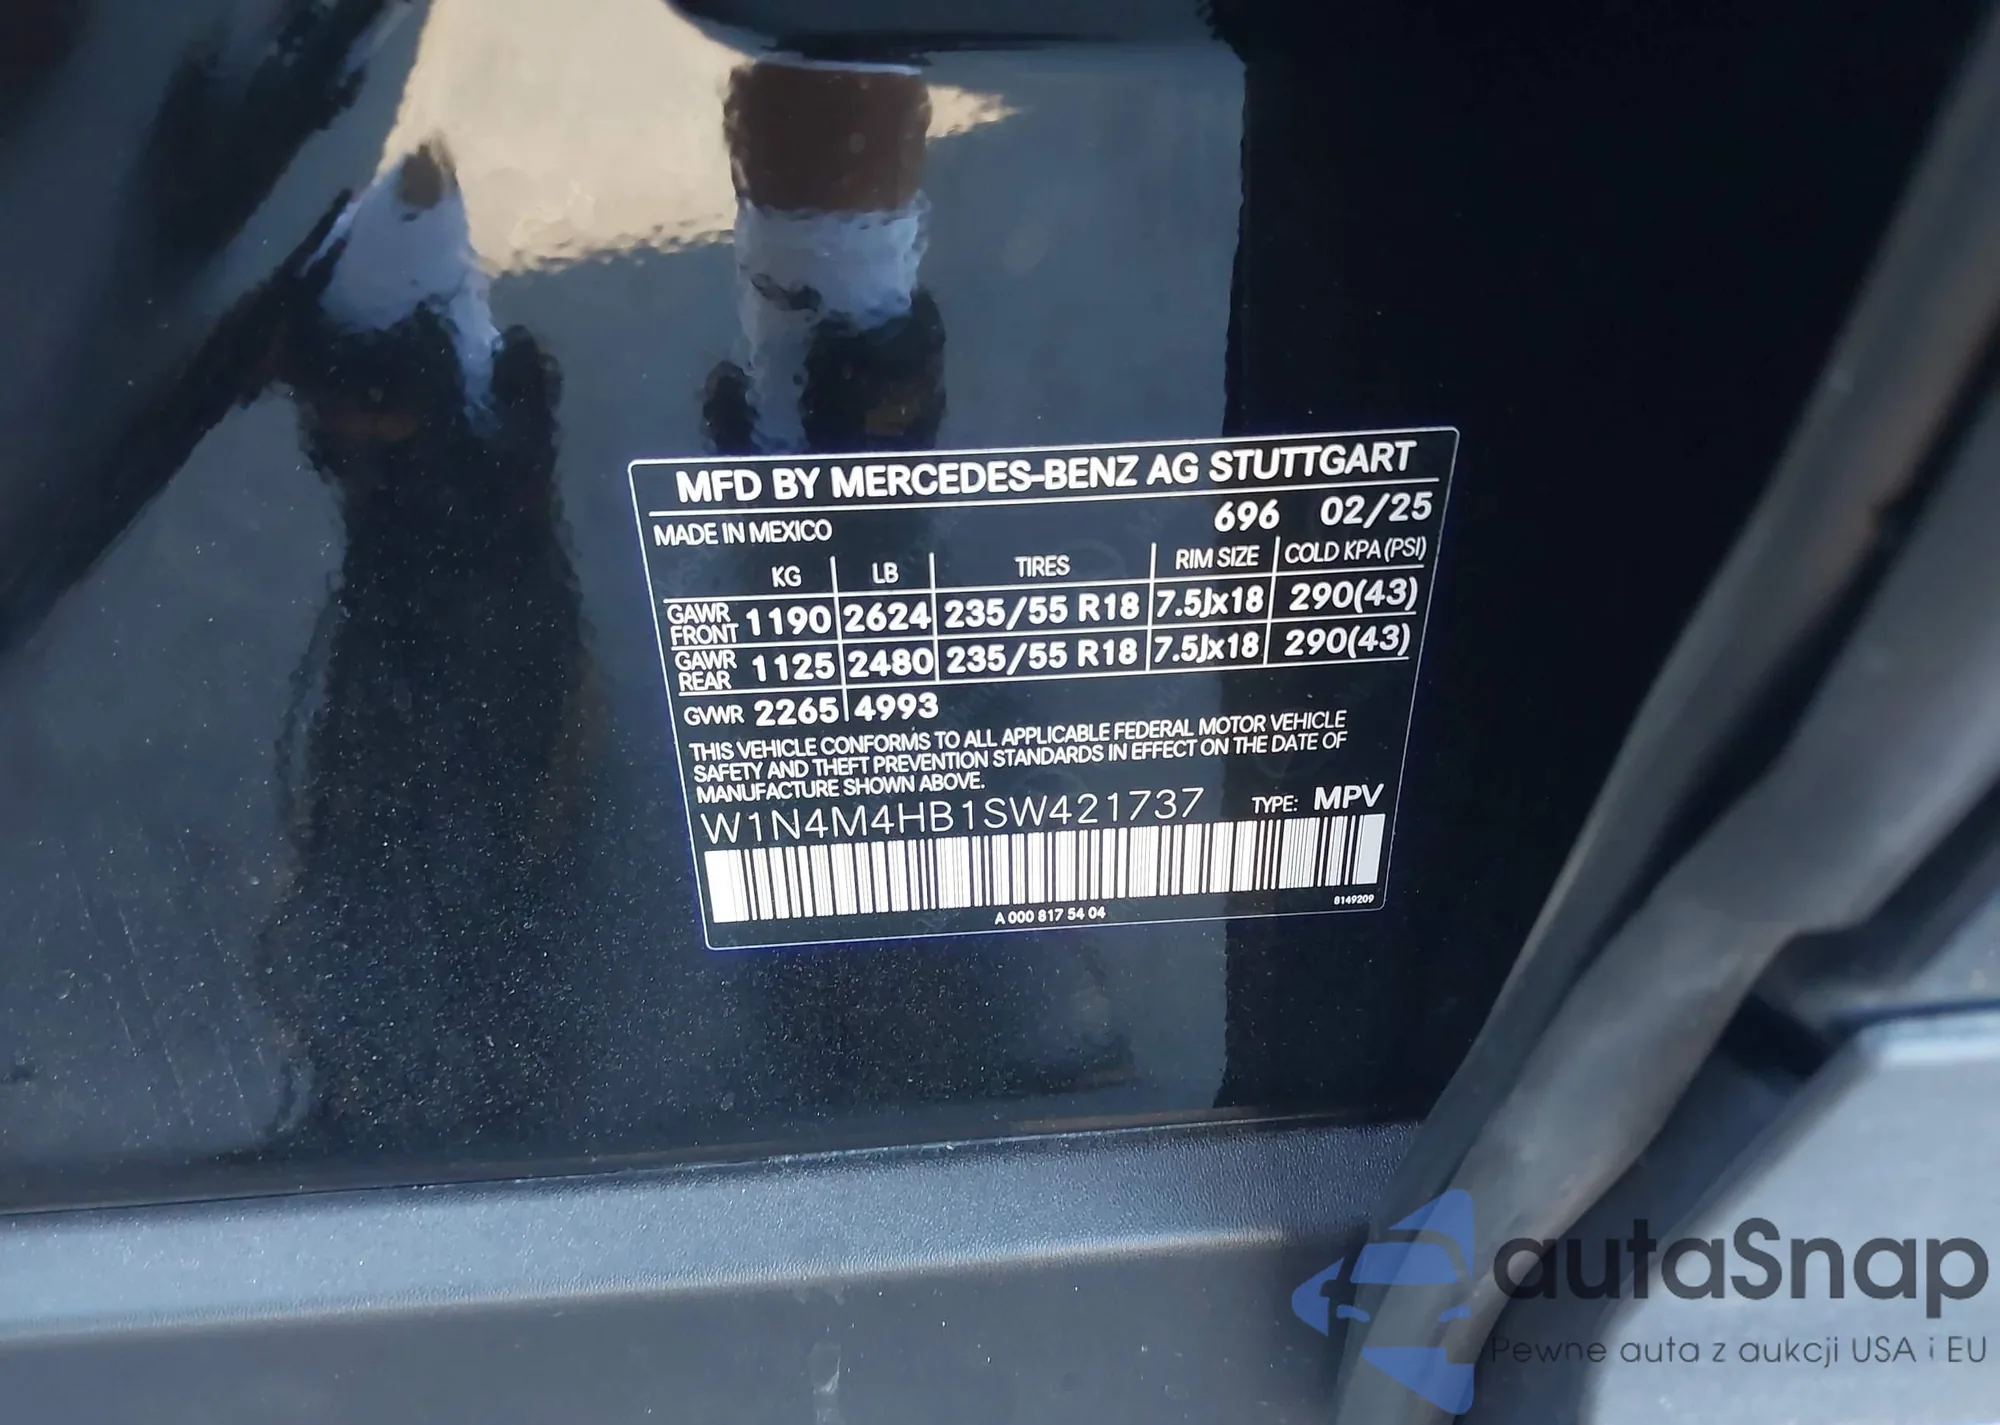 MFD BY MERCEDES-BENZ AG STUTTGART
MADE IN MEXICO 696 02/25
KG LB TIRES RIM SIZE COLD KPA (PSI)
GAWR FRONT 1190 2624 235/55 R18 7.5Jx18 290(43)
GAWR REAR 1125 2480 235/55 R18 7.5Jx18 290(43)
GVWR 2265 4993
THIS VEHICLE CONFORMS TO ALL APPLICABLE FEDERAL MOTOR VEHICLE
SAFETY AND THEFT PREVENTION STANDARDS IN EFFECT ON THE DATE OF
MANUFACTURE SHOWN ABOVE.
W1N4M4HB1SW421737 TYPE: MPV
A 000 817 54 04 8149209
autaSnap
Pewne auta z aukcji USA i EU